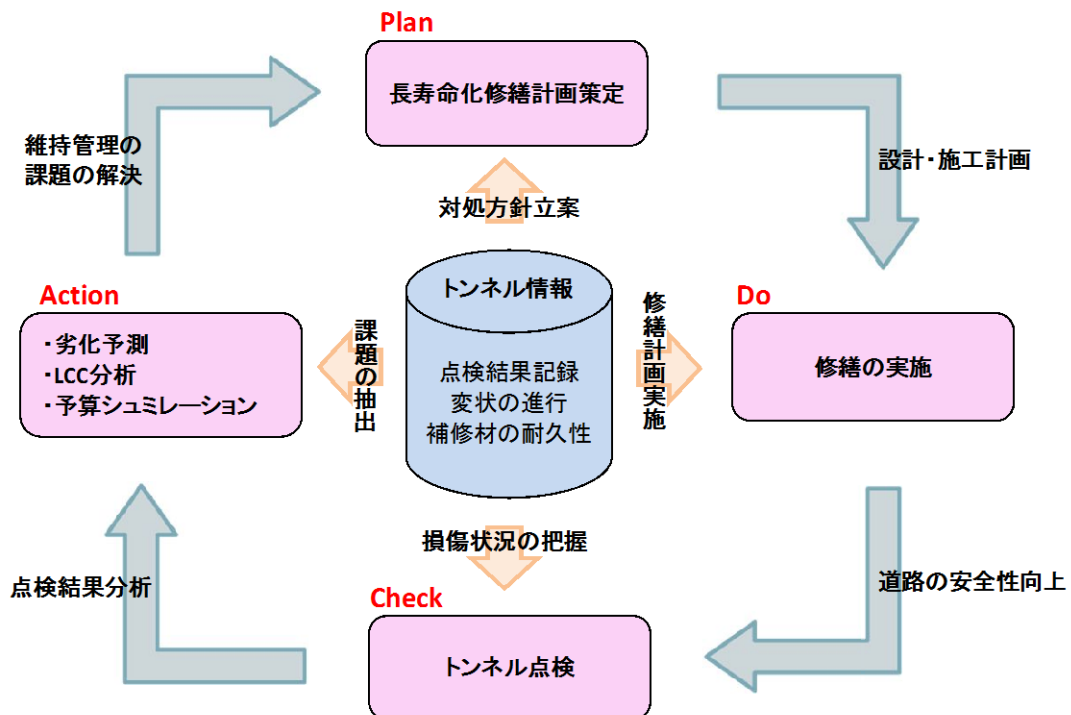 Plan
長寿命化修繕計画策定
維持管理の
課題の解決
設計・施工計画
対処方針立案
Action
・劣化予測
・LCC分析
・予算シュミレーション
課題の抽出
トンネル情報
点検結果記録
変状の進行
補修材の耐久性
修繕計画実施
Do
修繕の実施
損傷状況の把握
点検結果分析
道路の安全性向上
Check
トンネル点検